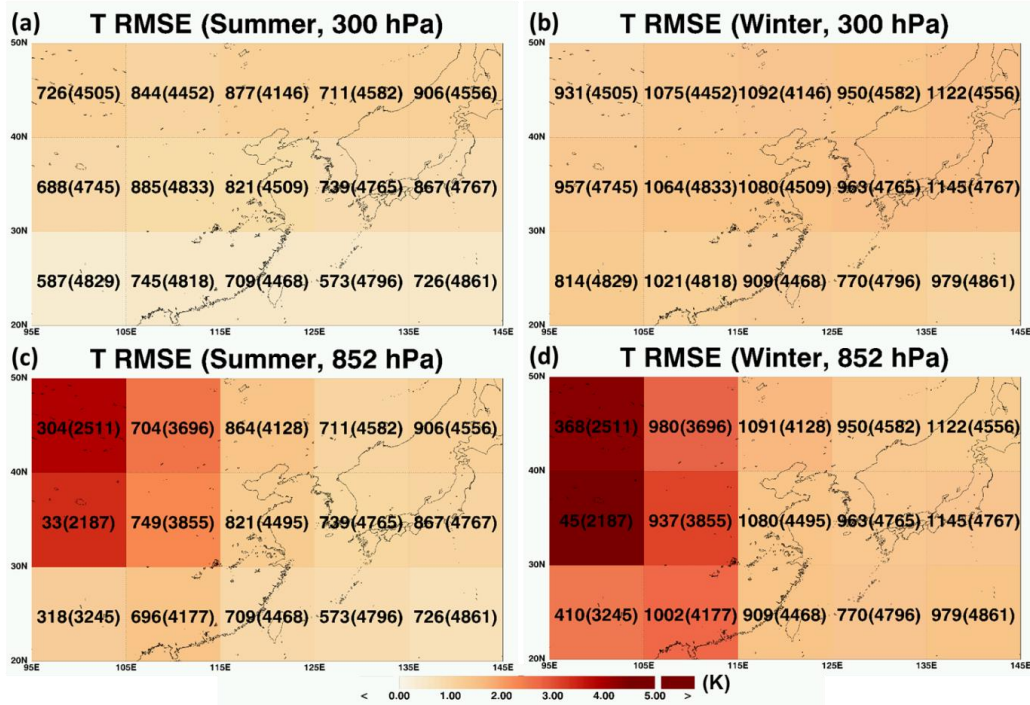 (a) T RMSE (Summer, 300 hPa)
50N
726(4505) 844(4452) 877(4146) 711(4582) 906(4556)
40N
688(4745) 885(4833) 821(4509) 739(4765) 867(4767)
30N
587(4829) 745(4818) 709(4468) 573(4796) 726(4861)
20N
95E 105E 115E 125E 135E 145E
(b) T RMSE (Winter, 300 hPa)
50N
931(4505) 1075(4452) 1092(4146) 950(4582) 1122(4556)
40N
957(4745) 1064(4833) 1080(4509) 963(4765) 1145(4767)
30N
814(4829) 1021(4818) 909(4468) 770(4796) 979(4861)
20N
95E 105E 115E 125E 135E 145E
(c) T RMSE (Summer, 852 hPa)
50N
304(2511) 704(3696) 864(4128) 711(4582) 906(4556)
40N
33(2187) 749(3855) 821(4495) 739(4765) 867(4767)
30N
318(3245) 696(4177) 709(4468) 573(4796) 726(4861)
20N
95E 105E 115E 125E 135E 145E
(d) T RMSE (Winter, 852 hPa)
50N
368(2511) 980(3696) 1091(4128) 950(4582) 1122(4556)
40N
45(2187) 937(3855) 1080(4495) 963(4765) 1145(4767)
30N
410(3245) 1002(4177) 909(4468) 770(4796) 979(4861)
20N
95E 105E 115E 125E 135E 145E
(K)
< 0.00 1.00 2.00 3.00 4.00 5.00 >